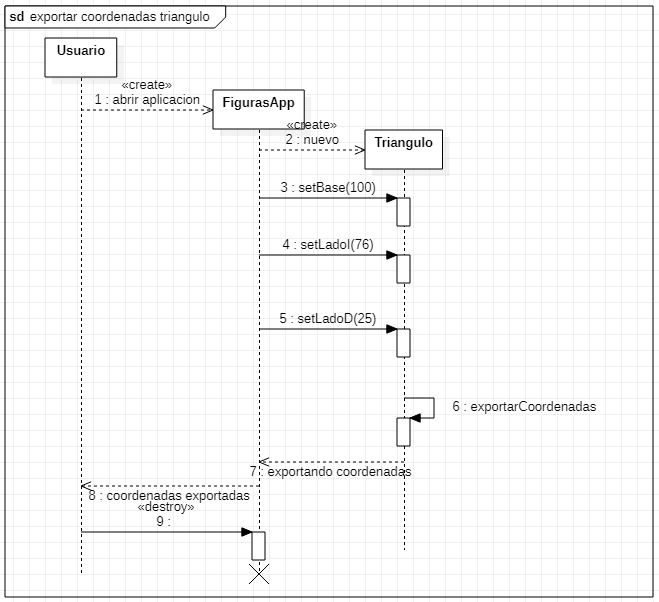 sd exportar coordenadas triangulo
Usuario
«create»
1 : abrir aplicacion
FigurasApp
«create»
2 : nuevo
Triangulo
3 : setBase(100)
4 : setLadoI(76)
5 : setLadoD(25)
6 : exportarCoordenadas
7 : exportando coordenadas
8 : coordenadas exportadas
«destroy»
9 :